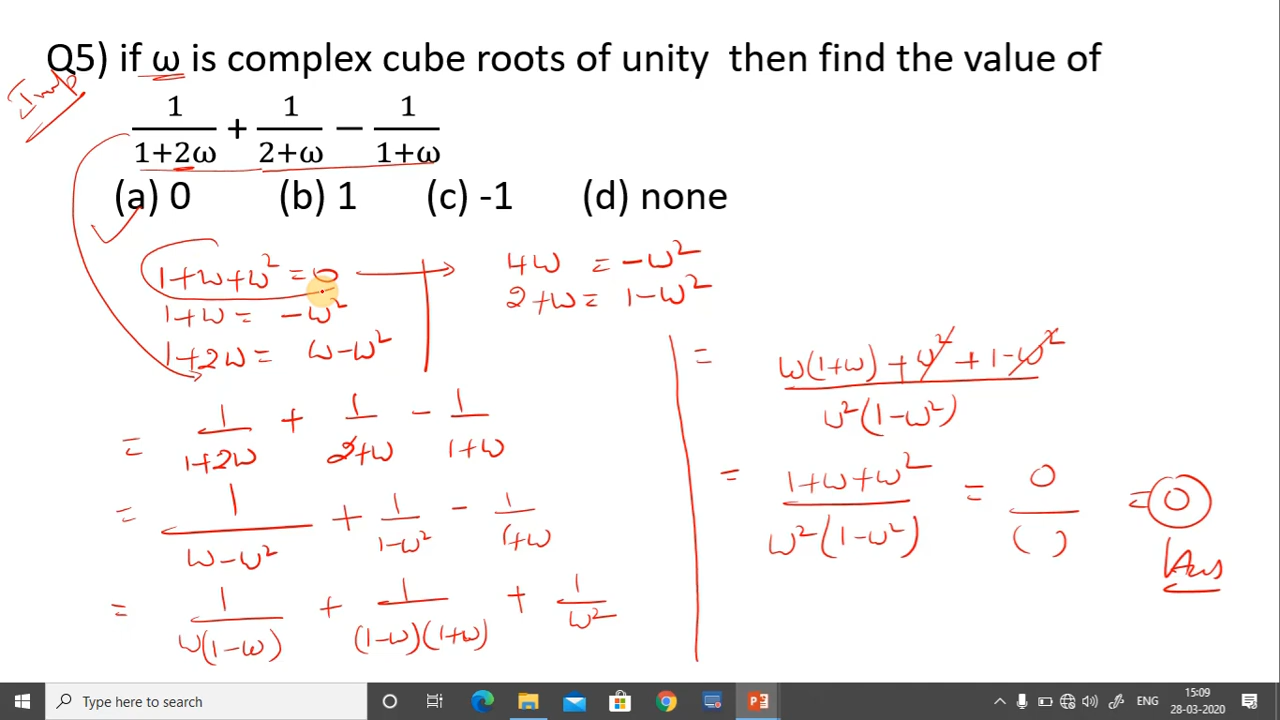 Q5) if ω is complex cube roots of unity then find the value of
Imp
1/(1+2ω) + 1/(2+ω) − 1/(1+ω)
(a) 0 (b) 1 (c) -1 (d) none
1+ω+ω² = 0
1+ω = -ω²
1+2ω = ω-ω²
4ω = -ω²
2+ω = 1-ω²
= 1/(1+2ω) + 1/(2+ω) - 1/(1+ω)
= 1/(ω-ω²) + 1/(1-ω²) - 1/(1+ω)
= 1/(ω(1-ω)) + 1/((1-ω)(1+ω)) + 1/ω²
= (ω(1+ω) + ω² + 1-ω²)/(ω²(1-ω²))
= (1+ω+ω²)/(ω²(1-ω²)) = 0/( ) = 0
Ans
Type here to search
ENG
15:09
28-03-2020